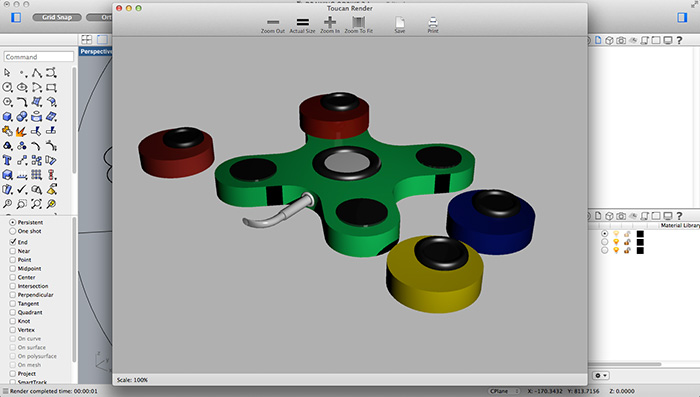 Toucan Render
Grid Snap
Zoom Out
Actual Size
Zoom In
Zoom To Fit
Save
Print
Command
Perspective
Persistent
One shot
End
Near
Point
Midpoint
Center
Intersection
Perpendicular
Tangent
Quadrant
Knot
Vertex
On curve
On surface
On polysurface
On mesh
Project
SmartTrack
Material Library
Scale: 100%
Render completed time: 00:00:01
CPlane
X: -170.3432
Y: 813.7156
Z: 0.0000